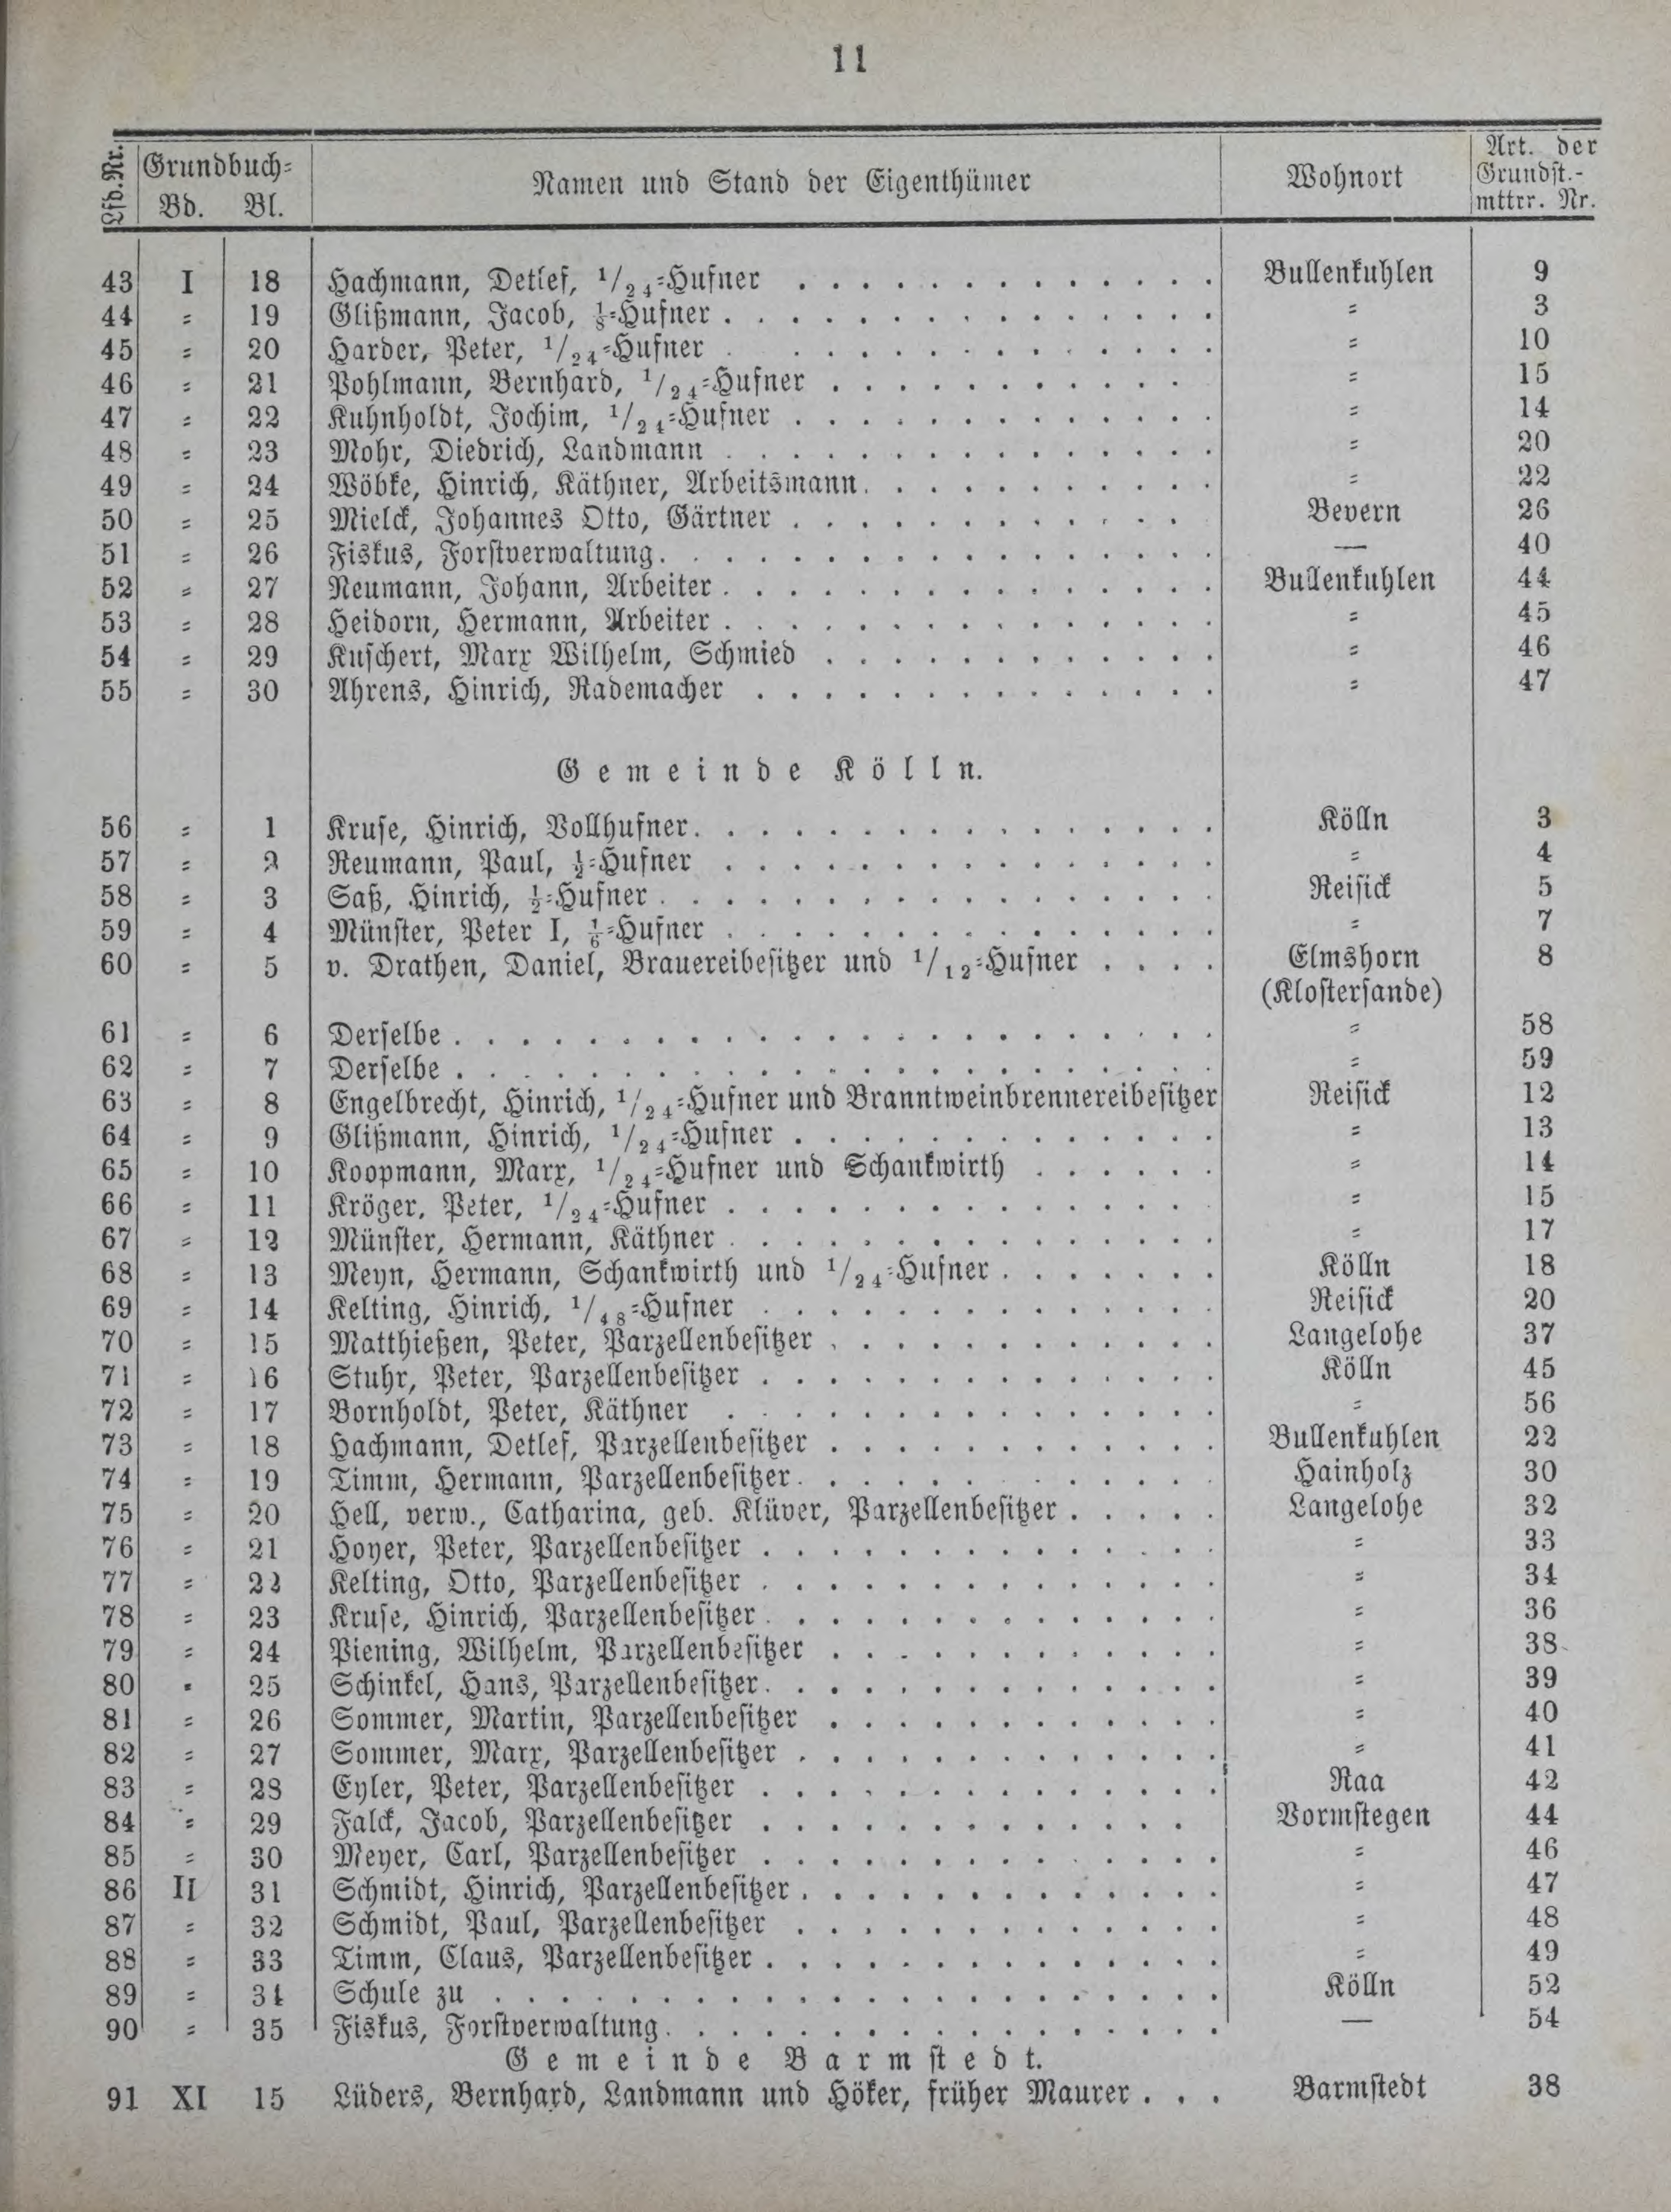 11
Lfd. Nr. Grundbuch= Bd. Bl. Namen und Stand der Eigenthümer Wohnort Art. der Grundst.-mttrr. Nr.
43 I 18 Hachmann, Detlef, 1/24=Hufner Bullenkuhlen 9
44 = 19 Glißmann, Jacob, 1/8=Hufner = 3
45 = 20 Harder, Peter, 1/24=Hufner = 10
46 = 21 Pohlmann, Bernhard, 1/24=Hufner = 15
47 = 22 Kuhnholdt, Jochim, 1/24=Hufner = 14
48 = 23 Mohr, Diedrich, Landmann = 20
49 = 24 Wöbke, Hinrich, Käthner, Arbeitsmann = 22
50 = 25 Mielck, Johannes Otto, Gärtner Bevern 26
51 = 26 Fiskus, Forstverwaltung — 40
52 = 27 Neumann, Johann, Arbeiter Bullenkuhlen 44
53 = 28 Heidorn, Hermann, Arbeiter = 45
54 = 29 Kuschert, Marx Wilhelm, Schmied = 46
55 = 30 Ahrens, Hinrich, Rademacher = 47
Gemeinde Kölln.
56 = 1 Kruse, Hinrich, Vollhufner Kölln 3
57 = 2 Neumann, Paul, 1/2=Hufner = 4
58 = 3 Saß, Hinrich, 1/2=Hufner Reisick 5
59 = 4 Münster, Peter I, 1/6=Hufner = 7
60 = 5 v. Drathen, Daniel, Brauereibesitzer und 1/12=Hufner Elmshorn 8
(Klostersande)
61 = 6 Derselbe = 58
62 = 7 Derselbe = 59
63 = 8 Engelbrecht, Hinrich, 1/24=Hufner und Branntweinbrennereibesitzer Reisick 12
64 = 9 Glißmann, Hinrich, 1/24=Hufner = 13
65 = 10 Koopmann, Marx, 1/24=Hufner und Schankwirth = 14
66 = 11 Kröger, Peter, 1/24=Hufner = 15
67 = 12 Münster, Hermann, Käthner = 17
68 = 13 Meyn, Hermann, Schankwirth und 1/24=Hufner Kölln 18
69 = 14 Kelting, Hinrich, 1/48=Hufner Reisick 20
70 = 15 Matthießen, Peter, Parzellenbesitzer Langelohe 37
71 = 16 Stuhr, Peter, Parzellenbesitzer Kölln 45
72 = 17 Bornholdt, Peter, Käthner = 56
73 = 18 Hachmann, Detlef, Parzellenbesitzer Bullenkuhlen 22
74 = 19 Timm, Hermann, Parzellenbesitzer Hainholz 30
75 = 20 Hell, verw., Catharina, geb. Klüver, Parzellenbesitzer Langelohe 32
76 = 21 Hoyer, Peter, Parzellenbesitzer = 33
77 = 22 Kelting, Otto, Parzellenbesitzer = 34
78 = 23 Kruse, Hinrich, Parzellenbesitzer = 36
79 = 24 Piening, Wilhelm, Parzellenbesitzer = 38
80 = 25 Schinkel, Hans, Parzellenbesitzer = 39
81 = 26 Sommer, Martin, Parzellenbesitzer = 40
82 = 27 Sommer, Marx, Parzellenbesitzer = 41
83 = 28 Eyler, Peter, Parzellenbesitzer Raa 42
84 = 29 Falck, Jacob, Parzellenbesitzer Vormstegen 44
85 = 30 Meyer, Carl, Parzellenbesitzer = 46
86 II 31 Schmidt, Hinrich, Parzellenbesitzer = 47
87 = 32 Schmidt, Paul, Parzellenbesitzer = 48
88 = 33 Timm, Claus, Parzellenbesitzer = 49
89 = 34 Schule zu Kölln 52
90 = 35 Fiskus, Forstverwaltung — 54
Gemeinde Barmstedt.
91 XI 15 Lüders, Bernhard, Landmann und Höker, früher Maurer Barmstedt 38